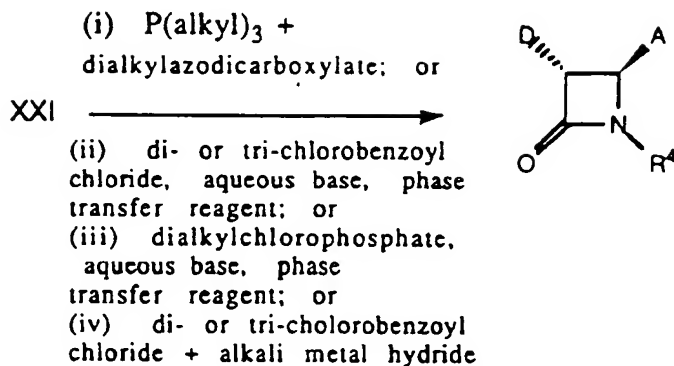 (i) P(alkyl)3 +
dialkylazodicarboxylate; or
XXI
(ii) di- or tri-chlorobenzoyl
chloride, aqueous base, phase
transfer reagent; or
(iii) dialkylchlorophosphate,
aqueous base, phase
transfer reagent; or
(iv) di- or tri-cholorobenzoyl
chloride + alkali metal hydride
D A
O N
R4